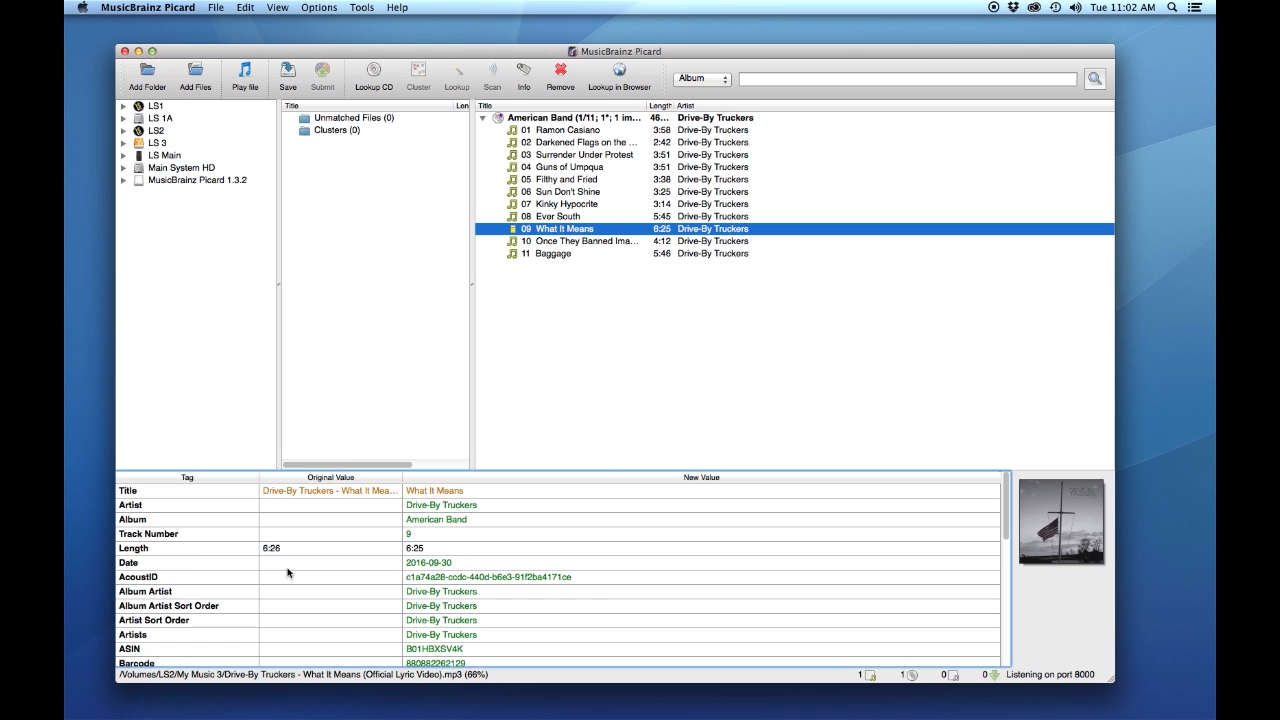 MusicBrainz Picard File Edit View Options Tools Help Tue 11:02 AM
MusicBrainz Picard
Add Folder Add Files Play file Save Submit Lookup CD Cluster Lookup Scan Info Remove Lookup in Browser Album
LS1
LS 1A
LS2
LS 3
LS Main
Main System HD
MusicBrainz Picard 1.3.2
Title Len
Unmatched Files (0)
Clusters (0)
Title Length Artist
American Band (1/11; 1*; 1 im... 46... Drive-By Truckers
01 Ramon Casiano 3:58 Drive-By Truckers
02 Darkened Flags on the ... 2:42 Drive-By Truckers
03 Surrender Under Protest 3:51 Drive-By Truckers
04 Guns of Umpqua 3:51 Drive-By Truckers
05 Filthy and Fried 3:38 Drive-By Truckers
06 Sun Don't Shine 3:25 Drive-By Truckers
07 Kinky Hypocrite 3:14 Drive-By Truckers
08 Ever South 5:45 Drive-By Truckers
09 What It Means 6:25 Drive-By Truckers
10 Once They Banned Ima... 4:12 Drive-By Truckers
11 Baggage 5:46 Drive-By Truckers
Tag Original Value New Value
Title Drive-By Truckers - What It Mea... What It Means
Artist Drive-By Truckers
Album American Band
Track Number 9
Length 6:26 6:25
Date 2016-09-30
AcoustID c1a74a28-ccdc-440d-b6e3-91f2ba4171ce
Album Artist Drive-By Truckers
Album Artist Sort Order Drive-By Truckers
Artist Sort Order Drive-By Truckers
Artists Drive-By Truckers
ASIN B01HBXSV4K
Barcode 880882262129
/Volumes/LS2/My Music 3/Drive-By Truckers - What It Means (Official Lyric Video).mp3 (66%) 1 1 0 0 Listening on port 8000